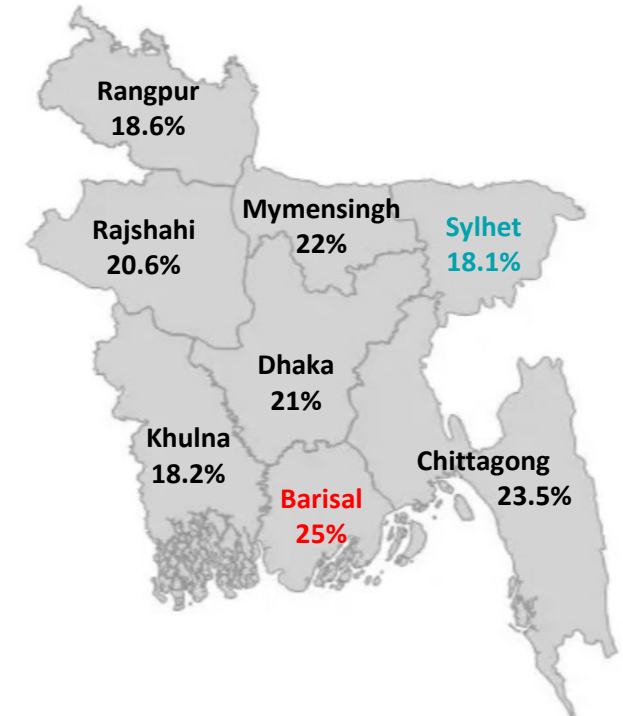 Rangpur
18.6%
Mymensingh
22%
Rajshahi
20.6%
Sylhet
18.1%
Dhaka
21%
Khulna
18.2%
Chittagong
23.5%
Barisal
25%